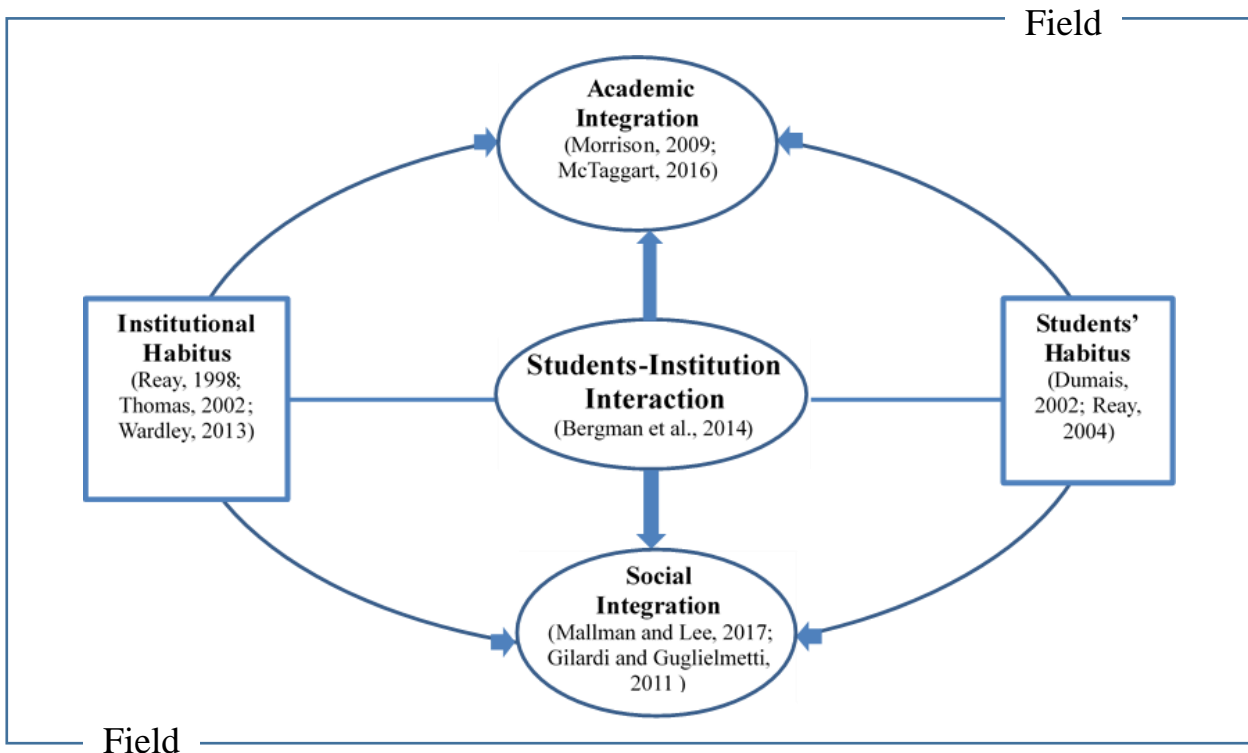 Field
Academic
Integration
(Morrison, 2009;
McTaggart, 2016)
Institutional
Habitus
(Reay, 1998;
Thomas, 2002;
Wardley, 2013)
Students-Institution
Interaction
(Bergman et al., 2014)
Students’
Habitus
(Dumais,
2002; Reay,
2004)
Social
Integration
(Mallman and Lee, 2017;
Gilardi and Guglielmetti,
2011 )
Field